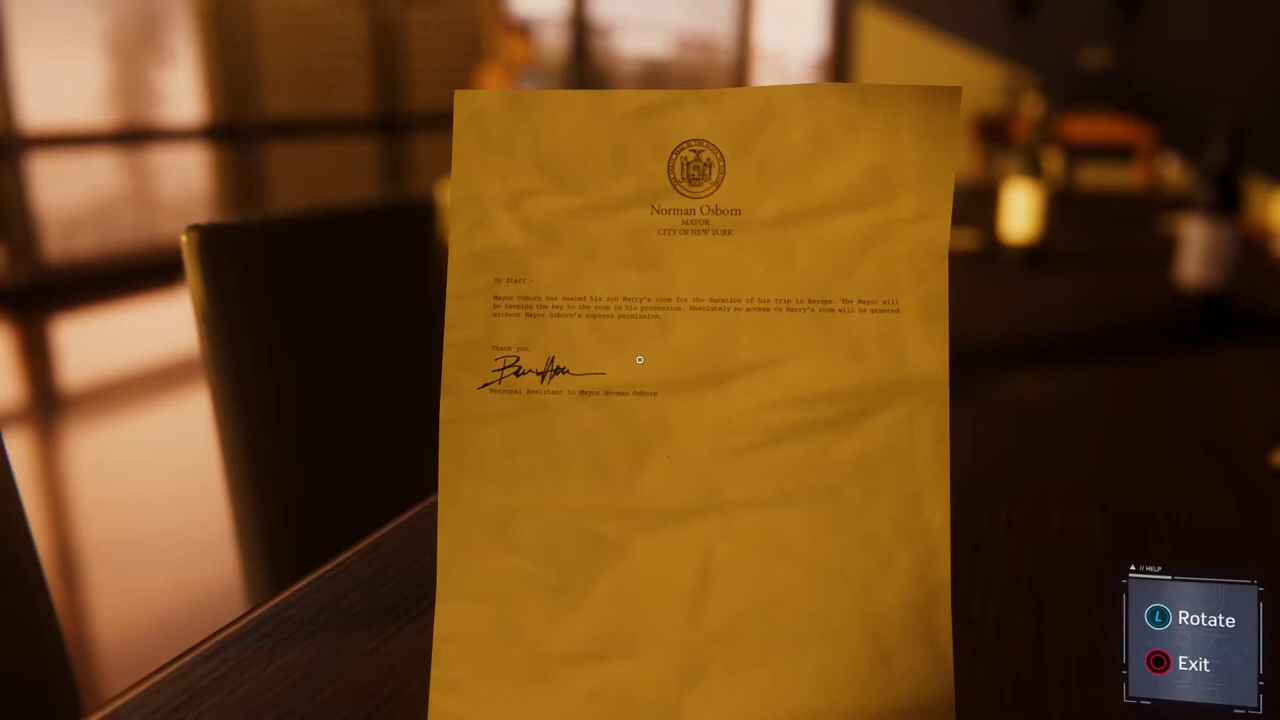 Norman Osborn
MAYOR
CITY OF NEW YORK
To Staff.-
Mayor Osborn has sealed his son Harry's room for the duration of his trip to Europe. The Mayor will
be keeping the key to the room in his possession. Absolutely no access to Harry's room will be granted
without Mayor Osborn's express permission.
Thank you,
Personal Assistant to Mayor Norman Osborn
// HELP
L Rotate
Exit